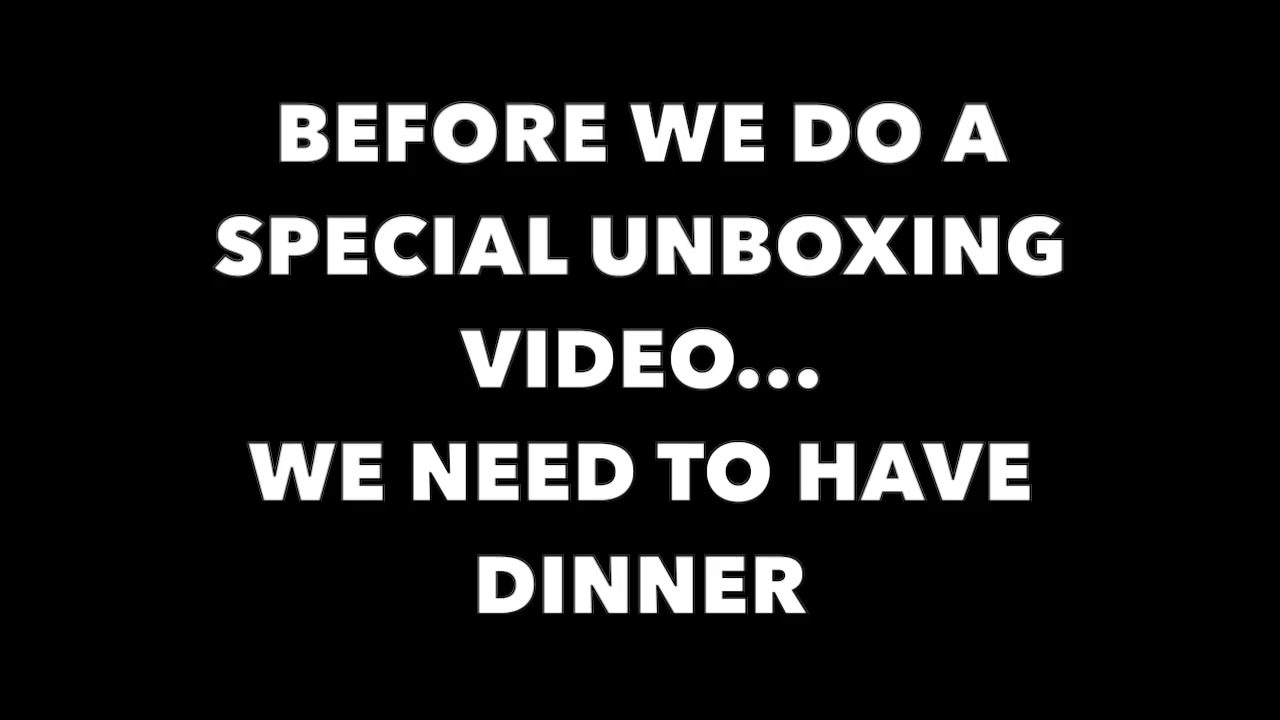 BEFORE WE DO A
SPECIAL UNBOXING
VIDEO...
WE NEED TO HAVE
DINNER